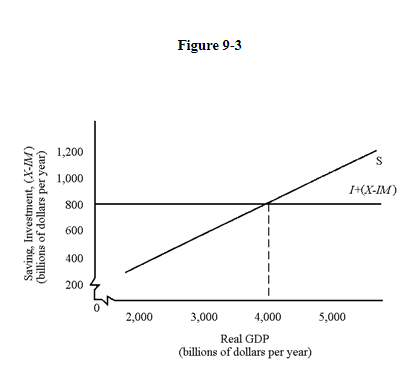 Figure 9-3
Saving, Investment, (X-IM)
(billions of dollars per year)
1,200
1,000
800
600
400
200
0
S
I+(X-IM)
2,000 3,000 4,000 5,000
Real GDP
(billions of dollars per year)